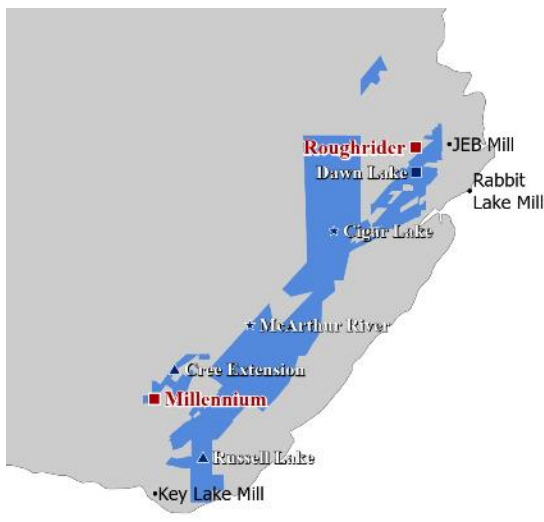 Roughrider
JEB Mill
Dawn Lake
Rabbit
Lake Mill
Cigar Lake
McArthur River
Cree Extension
Millennium
Russell Lake
Key Lake Mill